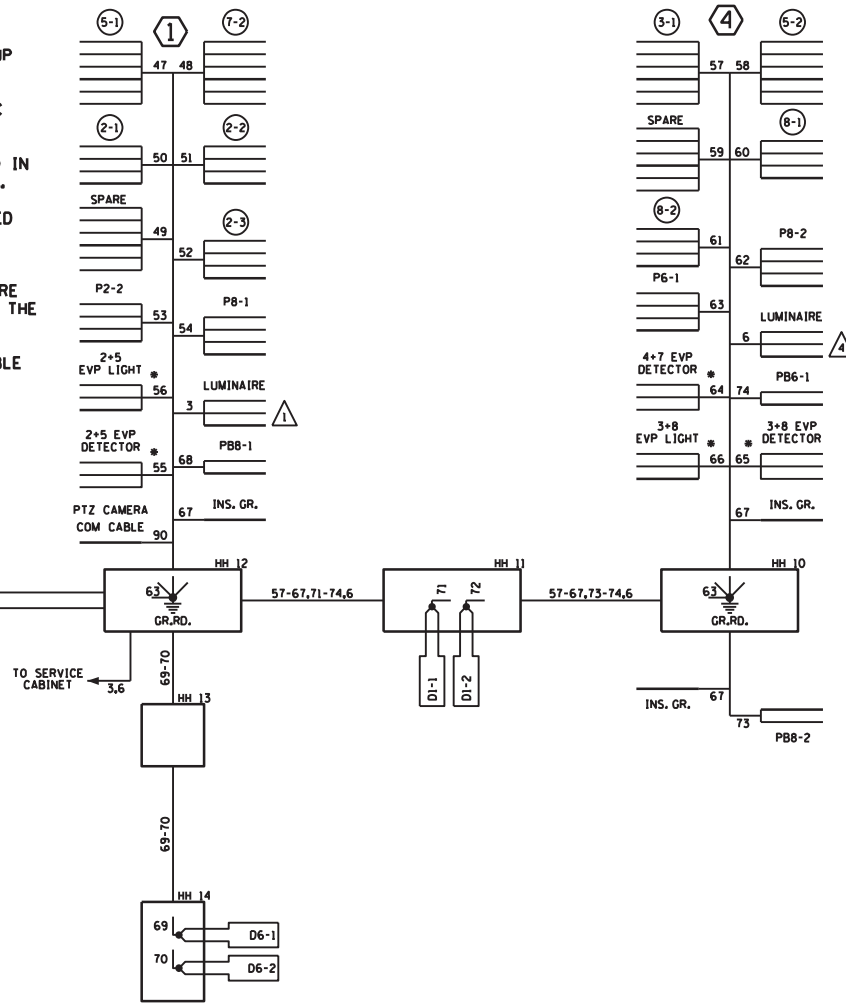 5-1
1
7-2
3-1
4
5-2
OP
47 48
57 58
2-1
2-2
SPARE
8-1
IN
50 51
59 60
SPARE
8-2
ED
49
2-3
61
P8-2
52
62
RE
THE
P2-2
P8-1
P6-1
53
54
63
LUMINAIRE
6
4
BLE
2+5
EVP LIGHT *
56
LUMINAIRE
3
1
4+7 EVP
DETECTOR *
64 74
PB6-1
2+5 EVP
DETECTOR *
55
68
PB8-1
3+8
EVP LIGHT *
66 65
* 3+8 EVP
DETECTOR
PTZ CAMERA
COM CABLE
90
67
INS. GR.
67
INS. GR.
HH 12
HH 11
HH 10
63
GR.RD.
57-67,71-74,6
71
72
57-67,73-74,6
63
GR.RD.
TO SERVICE
CABINET
3,6
69-70
D1-1
D1-2
INS. GR.
67
73
PB8-2
HH 13
69-70
HH 14
69
D6-1
70
D6-2